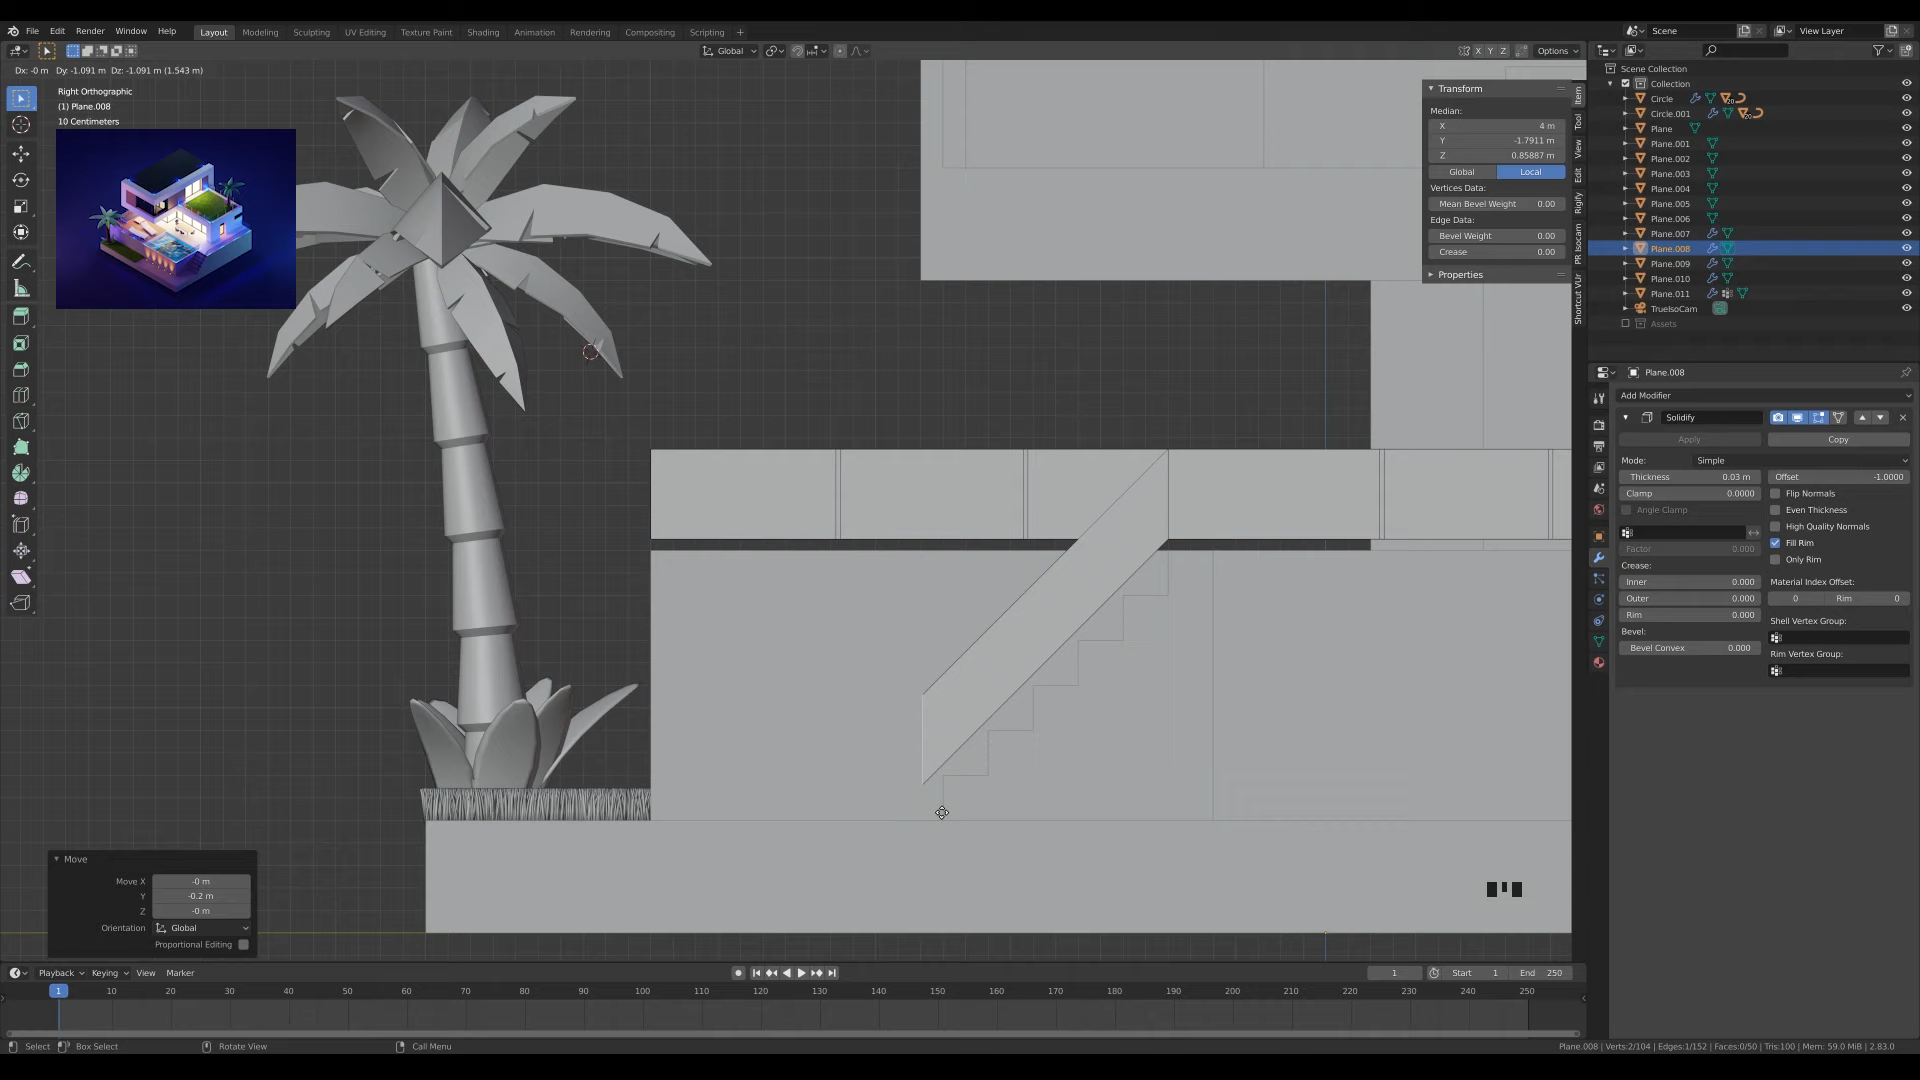 File Edit Render Window Help
Layout Modeling Sculpting UV Editing Texture Paint Shading Animation Rendering Compositing Scripting +
Scene
View Layer
Global
X Y Z
Options
Dx: -0 m Dy: -1.091 m Dz: -1.091 m (1.543 m)
Right Orthographic
(1) Plane.008
10 Centimeters
Transform
Median:
X 4 m
Y -1.7911 m
Z 0.85887 m
Global Local
Vertices Data:
Mean Bevel Weight 0.00
Edge Data:
Bevel Weight 0.00
Crease 0.00
Properties
Item
Tool
View
Edit
Rigify
PR Isocam
Shortcut VUr
Scene Collection
Collection
Circle 20
Circle.001 20
Plane
Plane.001
Plane.002
Plane.003
Plane.004
Plane.005
Plane.006
Plane.007
Plane.008
Plane.009
Plane.010
Plane.011
TrueIsoCam
Assets
Plane.008
Add Modifier
Solidify
Apply Copy
Mode: Simple
Thickness 0.03 m Offset -1.0000
Clamp 0.0000 Flip Normals
Angle Clamp Even Thickness
High Quality Normals
Factor 0.000 Fill Rim
Crease: Only Rim
Inner 0.000 Material Index Offset:
Outer 0.000 0 Rim 0
Rim 0.000 Shell Vertex Group:
Bevel:
Bevel Convex 0.000 Rim Vertex Group:
Move
Move X -0 m
Y -0.2 m
Z -0 m
Orientation Global
Proportional Editing
Playback Keying View Marker
1 Start 1 End 250
1 10 20 30 40 50 60 70 80 90 100 110 120 130 140 150 160 170 180 190 200 210 220 230 240 250
Select Box Select Rotate View Call Menu
Plane.008 | Verts:2/104 | Edges:1/152 | Faces:0/50 | Tris:100 | Mem: 59.0 MiB | 2.83.0